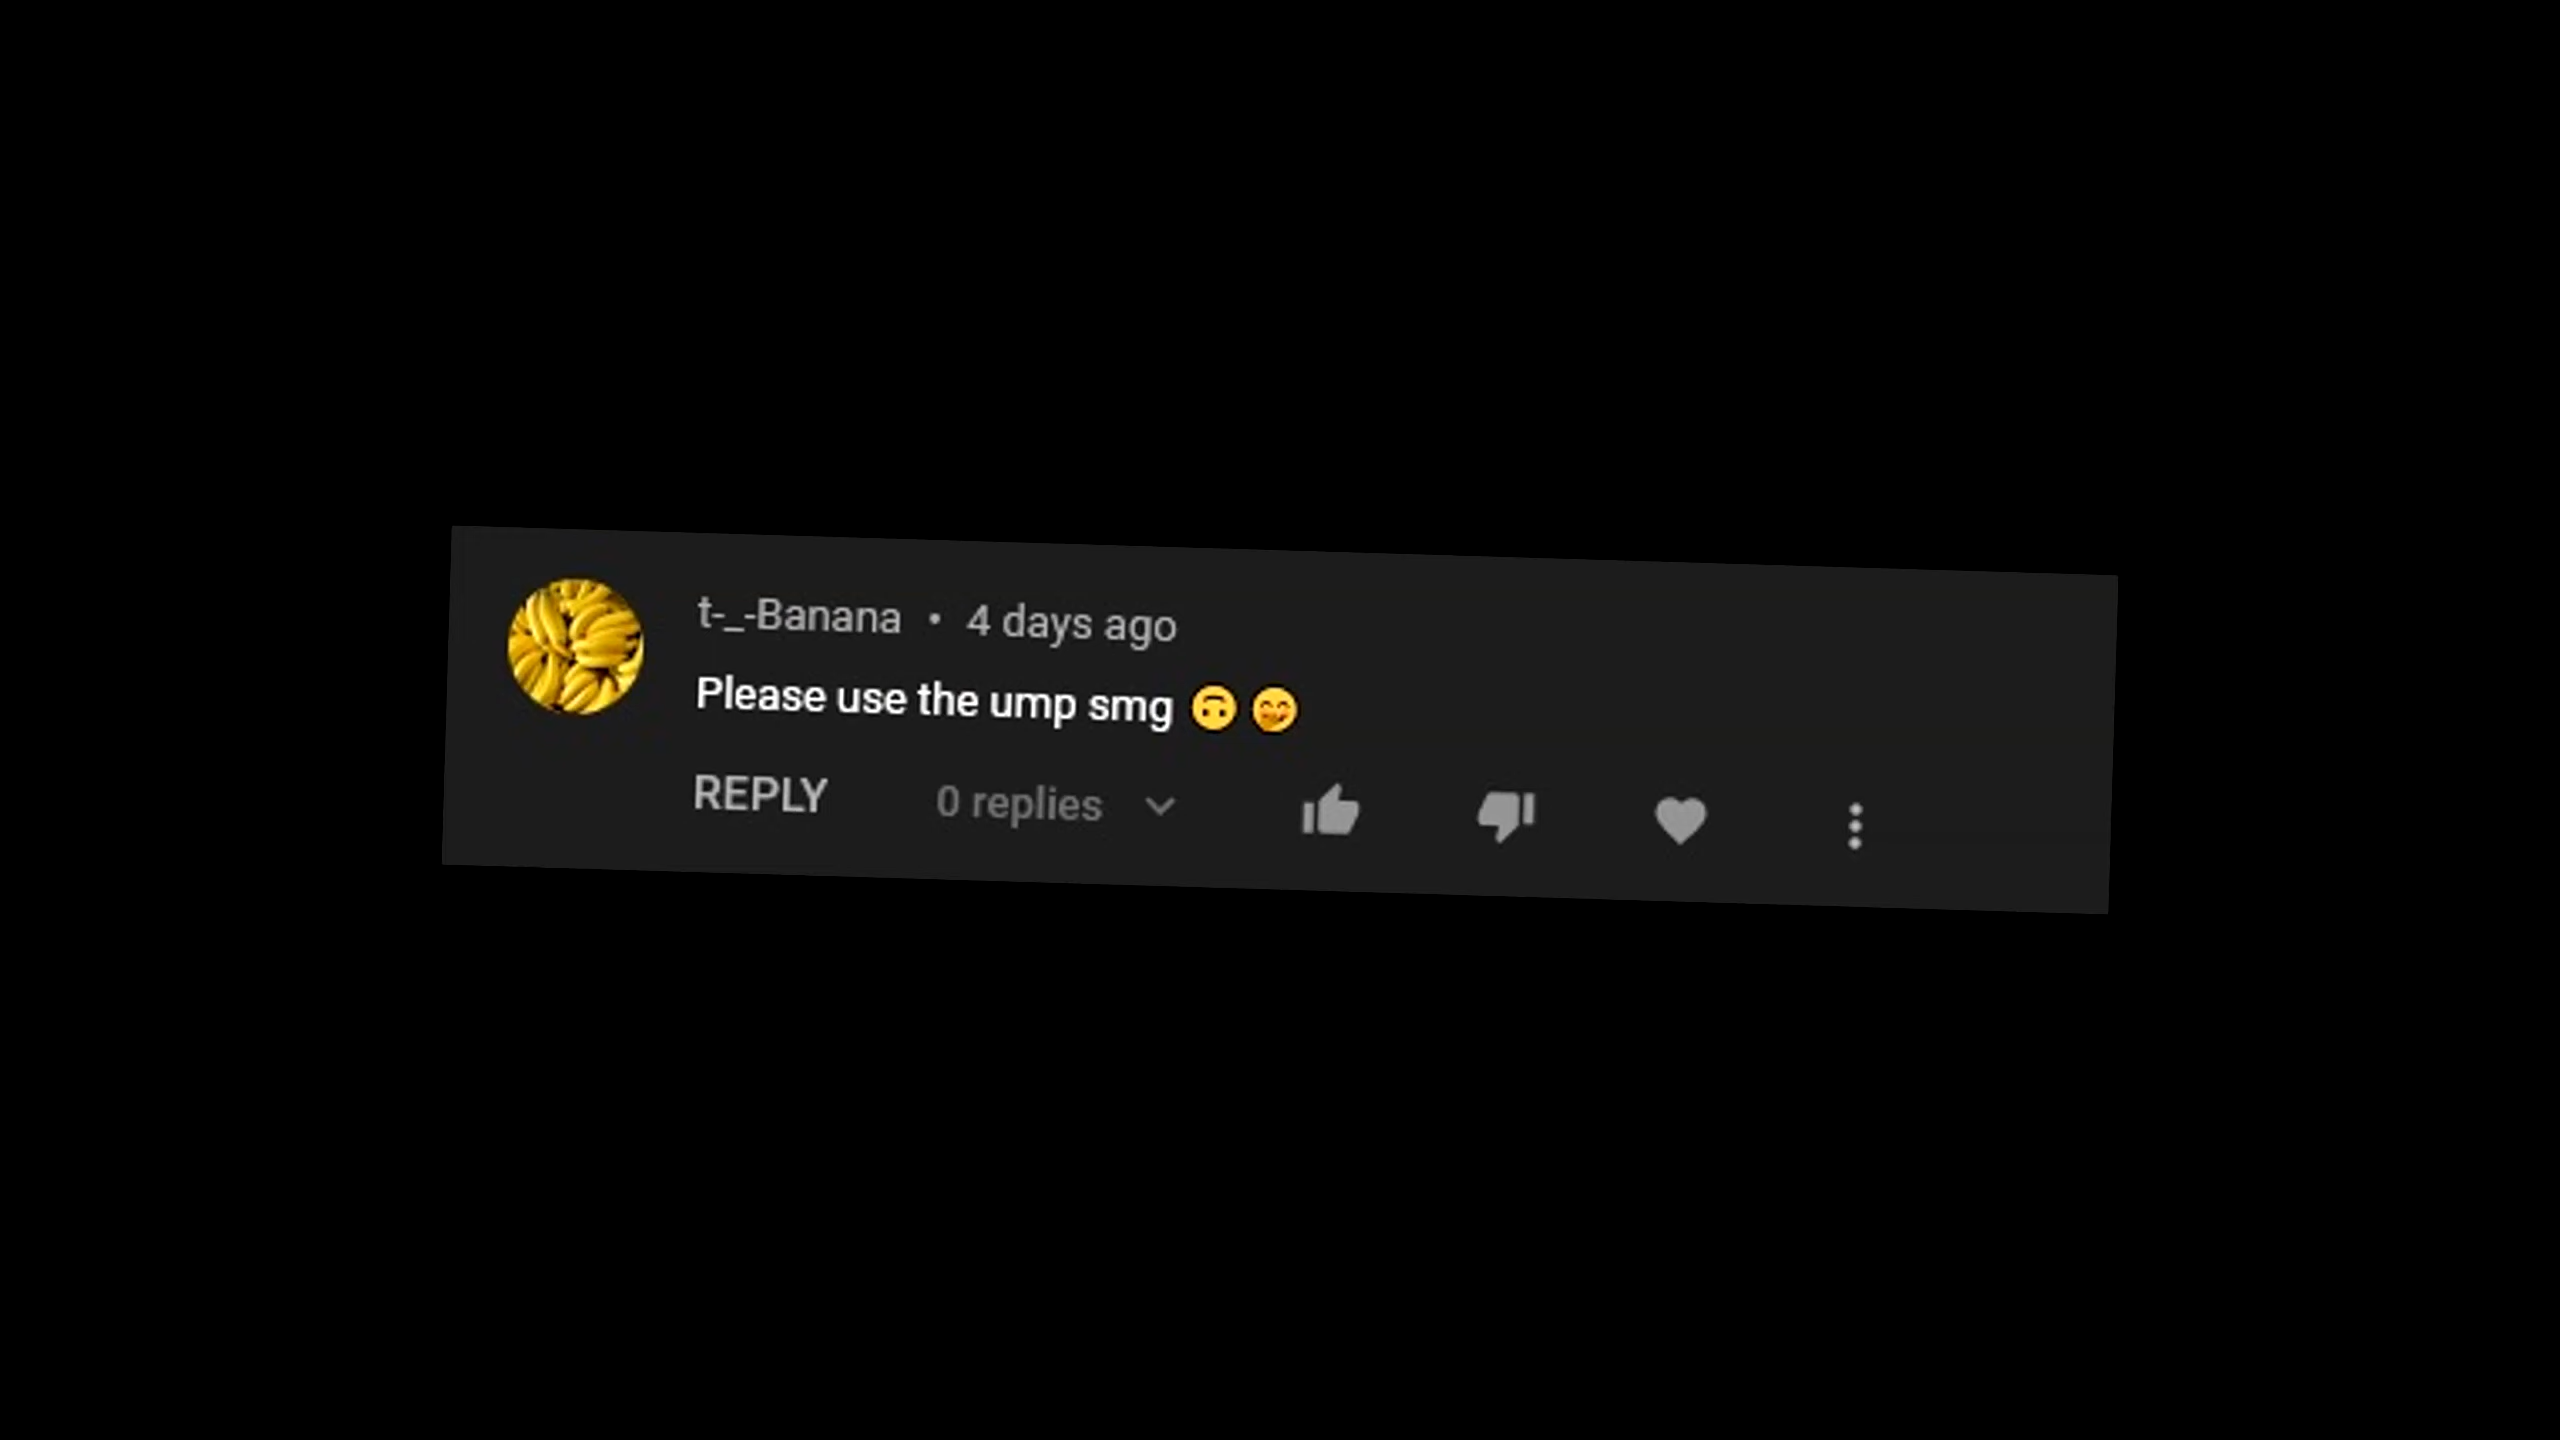 t-_-Banana • 4 days ago
Please use the ump smg 🙃 🤭
REPLY 0 replies